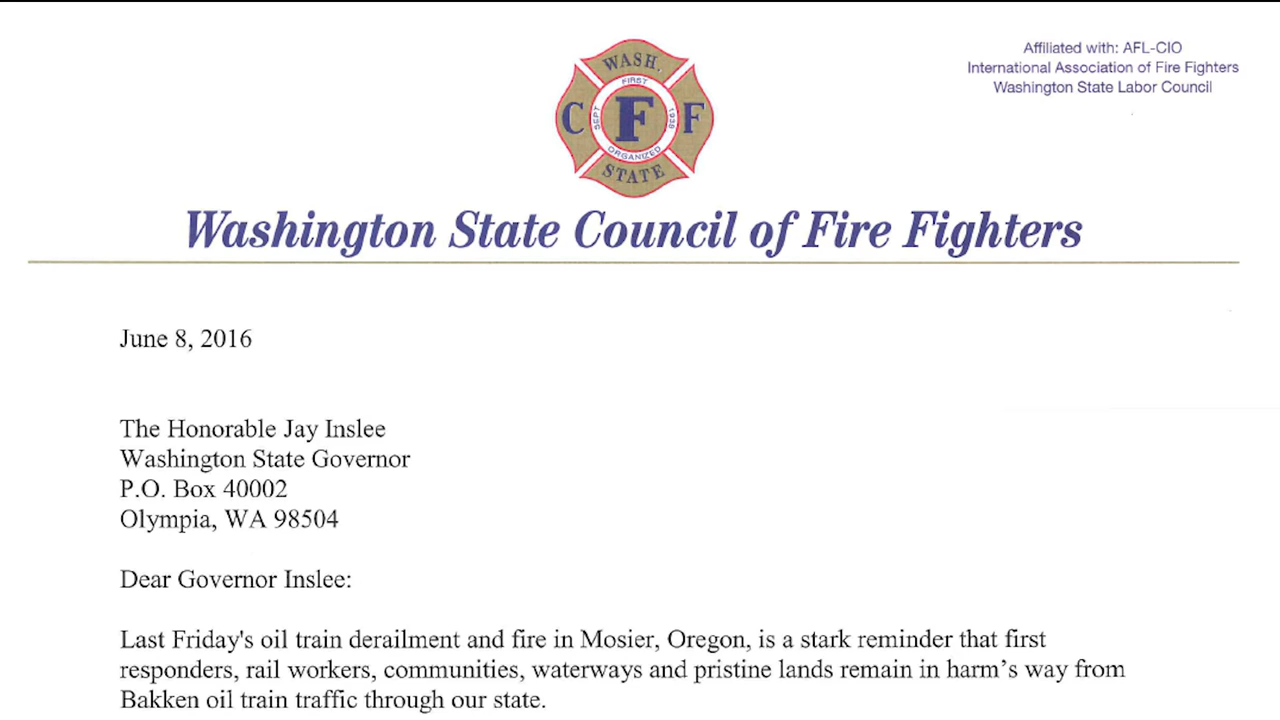 Affiliated with: AFL-CIO
International Association of Fire Fighters
Washington State Labor Council
WASH.
FIRST
C F F
SEPT 1938
ORGANIZED
STATE
Washington State Council of Fire Fighters
June 8, 2016
The Honorable Jay Inslee
Washington State Governor
P.O. Box 40002
Olympia, WA 98504
Dear Governor Inslee:
Last Friday's oil train derailment and fire in Mosier, Oregon, is a stark reminder that first
responders, rail workers, communities, waterways and pristine lands remain in harm's way from
Bakken oil train traffic through our state.